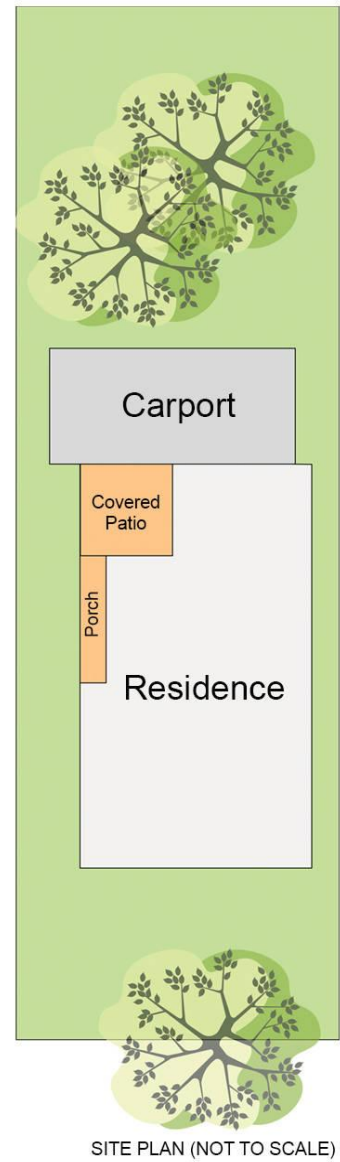 Carport
Covered
Patio
Porch
Residence
SITE PLAN (NOT TO SCALE)